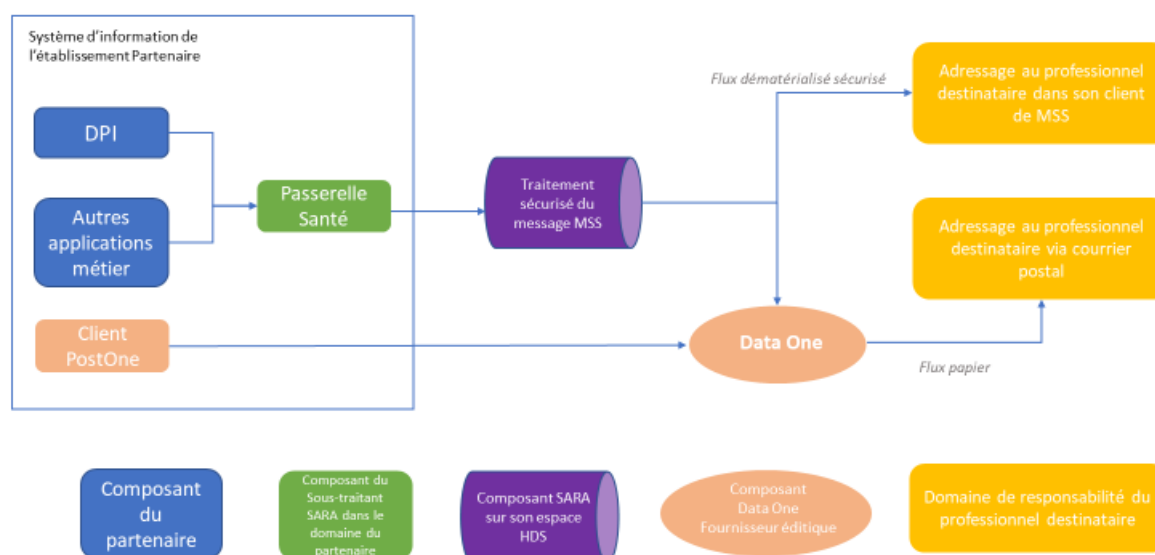 Système d'information de
l'établissement Partenaire
DPI
Autres
applications
métier
Client
PostOne
Passerelle
Santé
Traitement
sécurisé du
message MSS
Flux dématérialisé sécurisé
Adressage au professionnel
destinataire dans son client
de MSS
Adressage au professionnel
destinataire via courrier
postal
Data One
Flux papier
Composant
du
partenaire
Composant du
Sous-traitant
SARA dans le
domaine du
partenaire
Composant SARA
sur son espace
HDS
Composant
Data One
Fournisseur éditique
Domaine de responsabilité du
professionnel destinataire